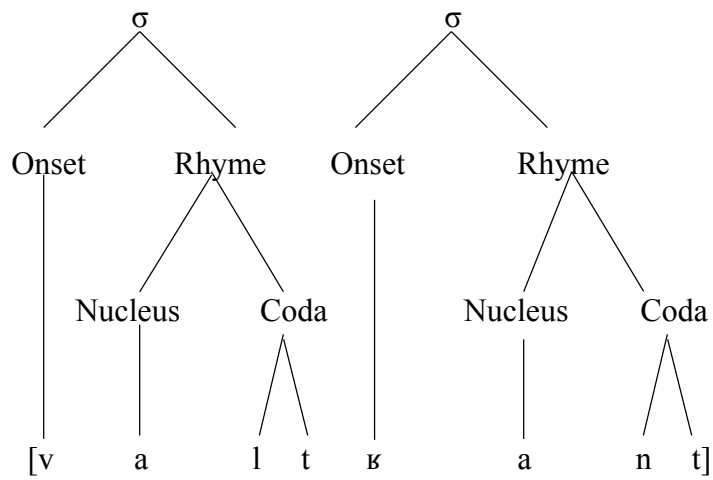 σ σ
Onset Rhyme Onset Rhyme
Nucleus Coda Nucleus Coda
[v a l t ʁ a n t]